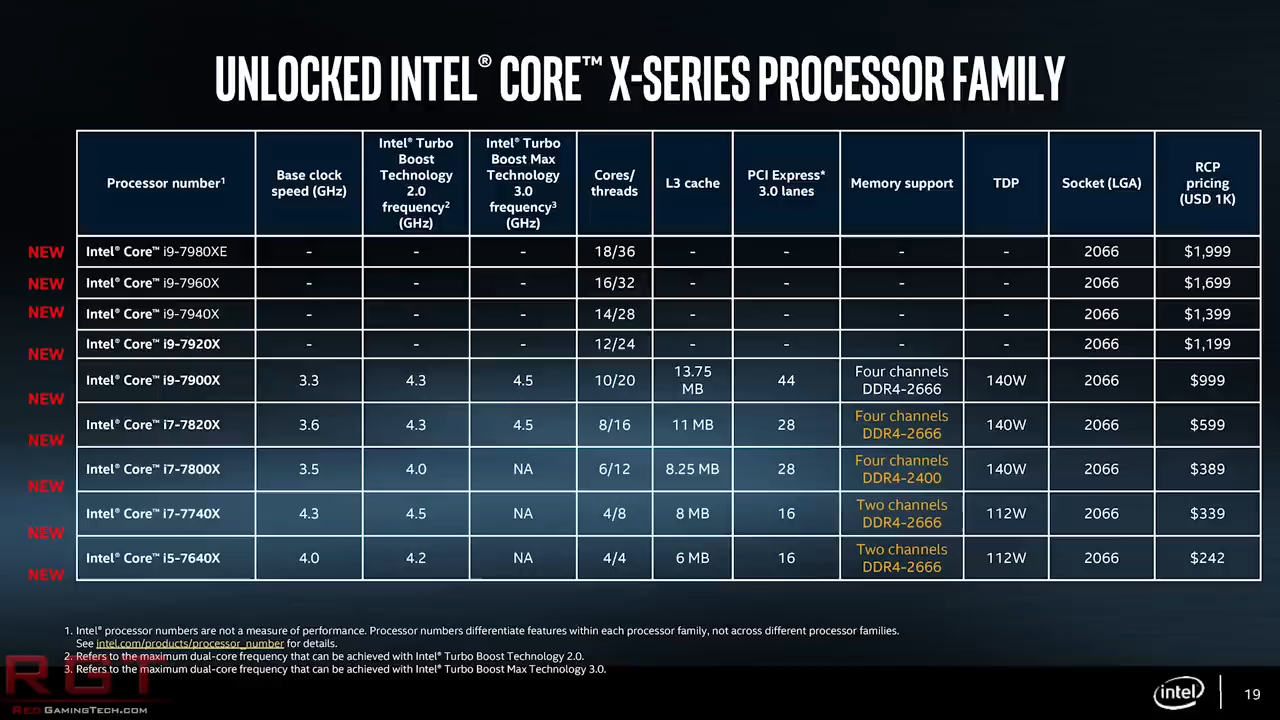 UNLOCKED INTEL® CORE™ X-SERIES PROCESSOR FAMILY
Processor number¹ Base clock speed (GHz) Intel® Turbo Boost Technology 2.0 frequency² (GHz) Intel® Turbo Boost Max Technology 3.0 frequency³ (GHz) Cores/ threads L3 cache PCI Express* 3.0 lanes Memory support TDP Socket (LGA) RCP pricing (USD 1K)
NEW Intel® Core™ i9-7980XE - - - 18/36 - - - - 2066 $1,999
NEW Intel® Core™ i9-7960X - - - 16/32 - - - - 2066 $1,699
NEW Intel® Core™ i9-7940X - - - 14/28 - - - - 2066 $1,399
NEW Intel® Core™ i9-7920X - - - 12/24 - - - - 2066 $1,199
NEW Intel® Core™ i9-7900X 3.3 4.3 4.5 10/20 13.75 MB 44 Four channels DDR4-2666 140W 2066 $999
NEW Intel® Core™ i7-7820X 3.6 4.3 4.5 8/16 11 MB 28 Four channels DDR4-2666 140W 2066 $599
NEW Intel® Core™ i7-7800X 3.5 4.0 NA 6/12 8.25 MB 28 Four channels DDR4-2400 140W 2066 $389
NEW Intel® Core™ i7-7740X 4.3 4.5 NA 4/8 8 MB 16 Two channels DDR4-2666 112W 2066 $339
NEW Intel® Core™ i5-7640X 4.0 4.2 NA 4/4 6 MB 16 Two channels DDR4-2666 112W 2066 $242
1. Intel® processor numbers are not a measure of performance. Processor numbers differentiate features within each processor family, not across different processor families.
See intel.com/products/processor_number for details.
2. Refers to the maximum dual-core frequency that can be achieved with Intel® Turbo Boost Technology 2.0.
3. Refers to the maximum dual-core frequency that can be achieved with Intel® Turbo Boost Max Technology 3.0.
RGT
RedGamingTech.com
intel 19